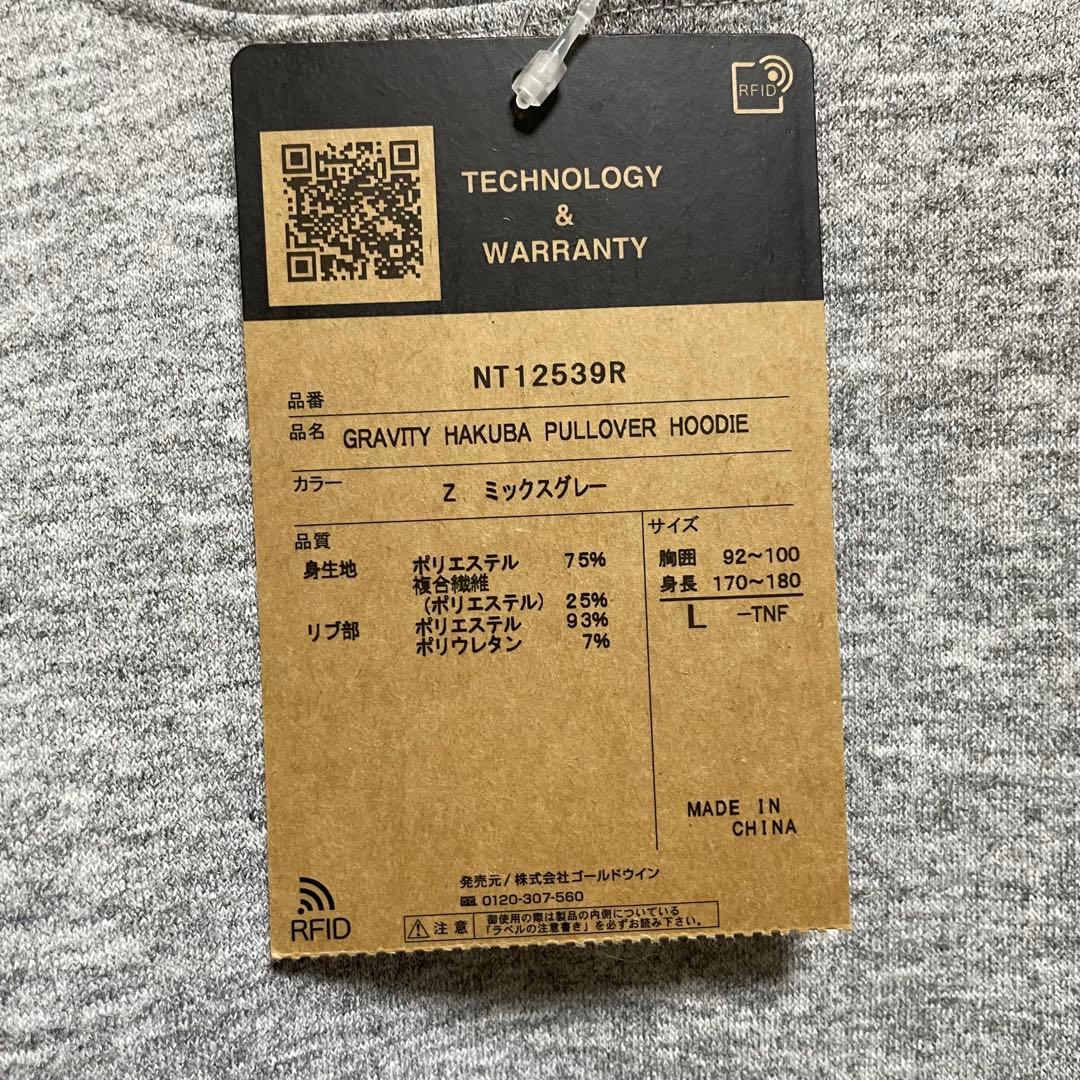 RFID
TECHNOLOGY
&
WARRANTY
品番 NT12539R
品名 GRAVITY HAKUBA PULLOVER HOODIE
カラー Z ミックスグレー
品質
身生地 ポリエステル 75%
複合繊維
(ポリエステル) 25%
リブ部 ポリエステル 93%
ポリウレタン 7%
サイズ
胸囲 92~100
身長 170~180
L -TNF
MADE IN
CHINA
発売元/株式会社ゴールドウイン
0120-307-560
RFID
注意
御使用の際は製品の内側についている
「ラベルの注意書き」を必ずお読み下さい。